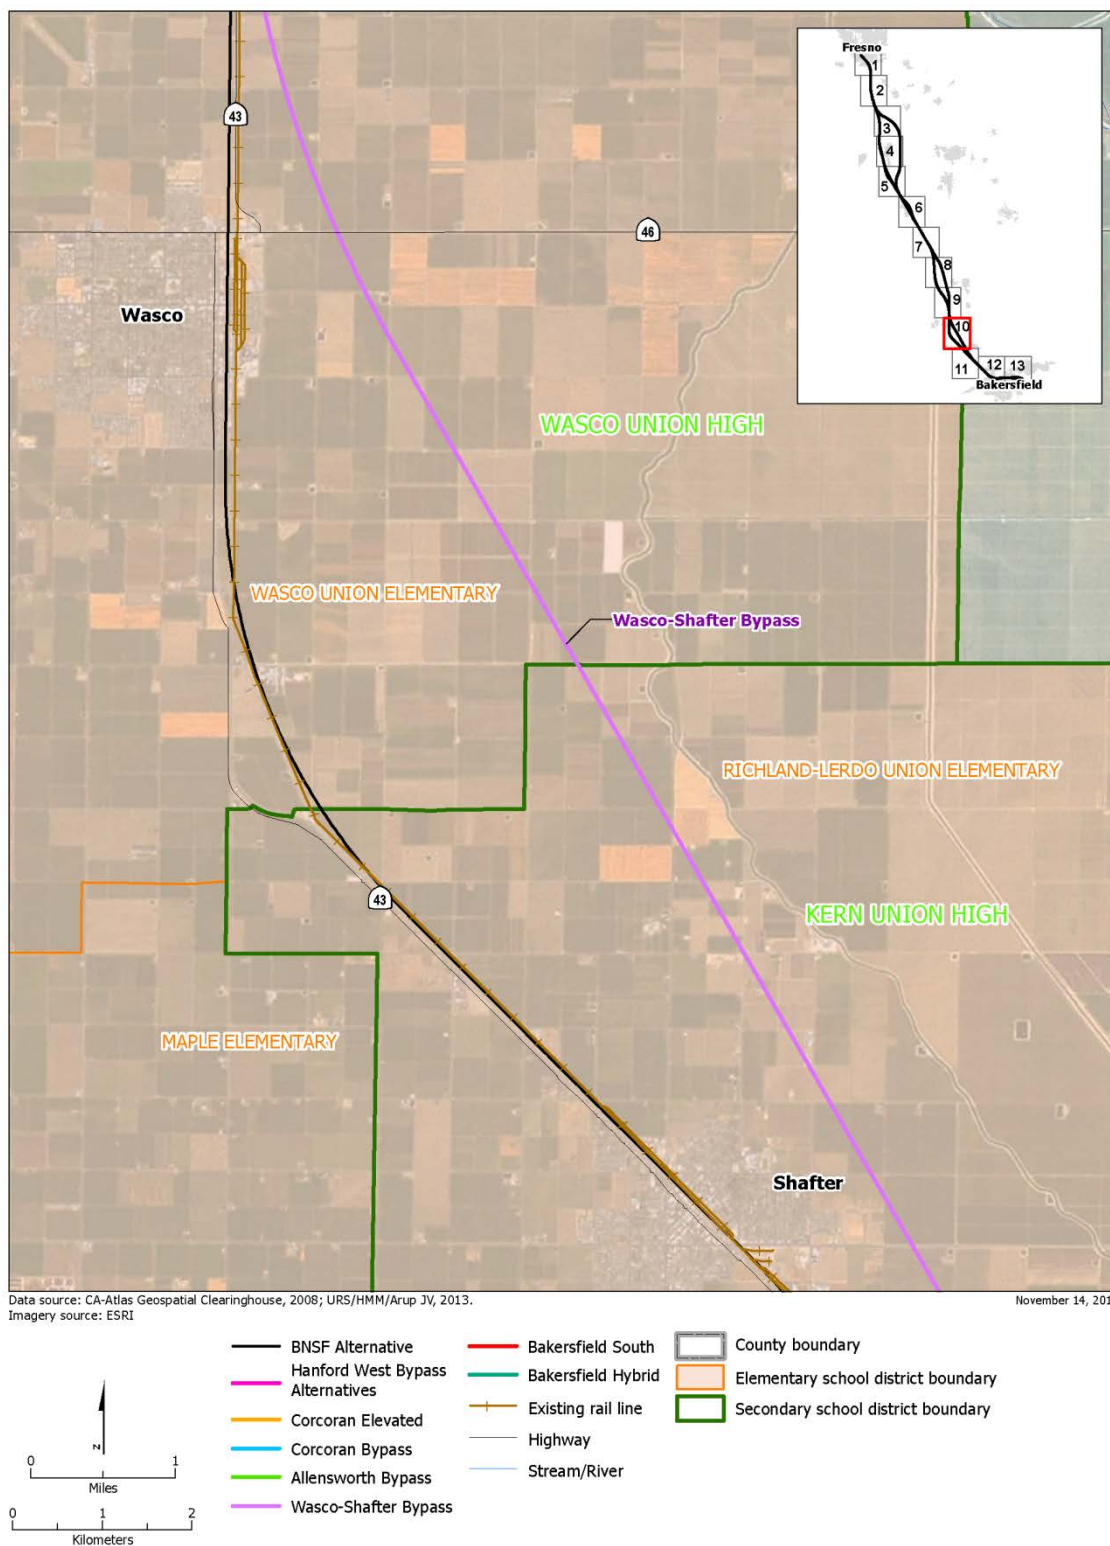 Fresno
1
2
3
4
5
6
7
8
9
10
11
12
13
Bakersfield
43
46
Wasco
WASCO UNION HIGH
WASCO UNION ELEMENTARY
Wasco-Shafter Bypass
RICHLAND-LERDO UNION ELEMENTARY
43
KERN UNION HIGH
MAPLE ELEMENTARY
Shafter
Data source: CA-Atlas Geospatial Clearinghouse, 2008; URS/HMM/Arup JV, 2013.
November 14, 201
Imagery source: ESRI
BNSF Alternative
Hanford West Bypass
Alternatives
Corcoran Elevated
Corcoran Bypass
Allensworth Bypass
Wasco-Shafter Bypass
Bakersfield South
Bakersfield Hybrid
Existing rail line
Highway
Stream/River
County boundary
Elementary school district boundary
Secondary school district boundary
N
0 1
Miles
0 1 2
Kilometers